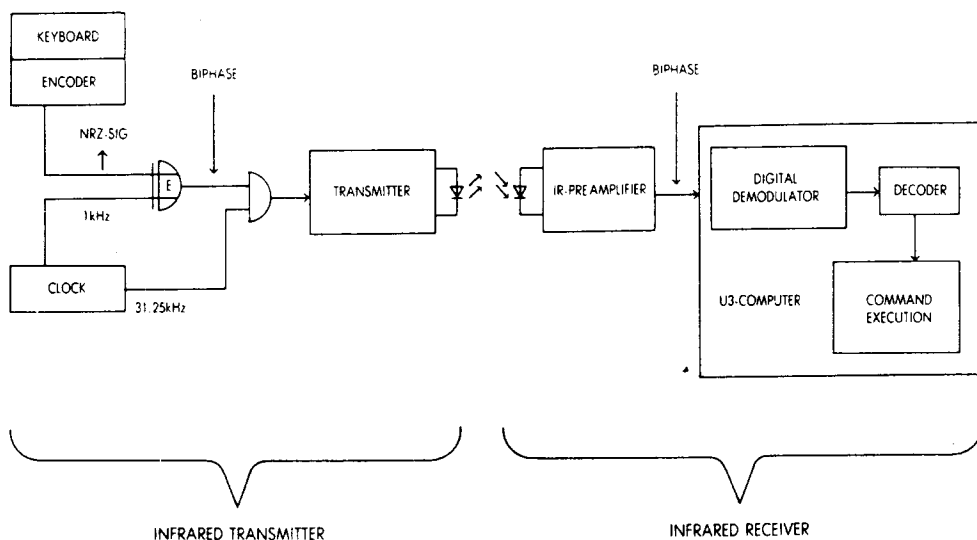 KEYBOARD
ENCODER
NRZ-SIG
BIPHASE
E
1kHz
CLOCK
31.25kHz
TRANSMITTER
IR-PREAMPLIFIER
BIPHASE
DIGITAL
DEMODULATOR
DECODER
U3-COMPUTER
COMMAND
EXECUTION
INFRARED TRANSMITTER
INFRARED RECEIVER